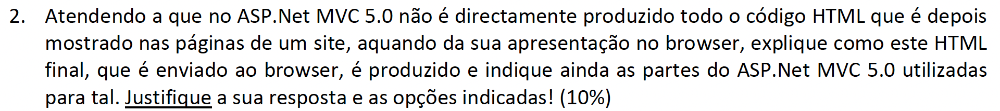 2. Atendendo a que no ASP.Net MVC 5.0 não é directamente produzido todo o código HTML que é depois
mostrado nas páginas de um site, aquando da sua apresentação no browser, explique como este HTML
final, que é enviado ao browser, é produzido e indique ainda as partes do ASP.Net MVC 5.0 utilizadas
para tal. Justifique a sua resposta e as opções indicadas! (10%)